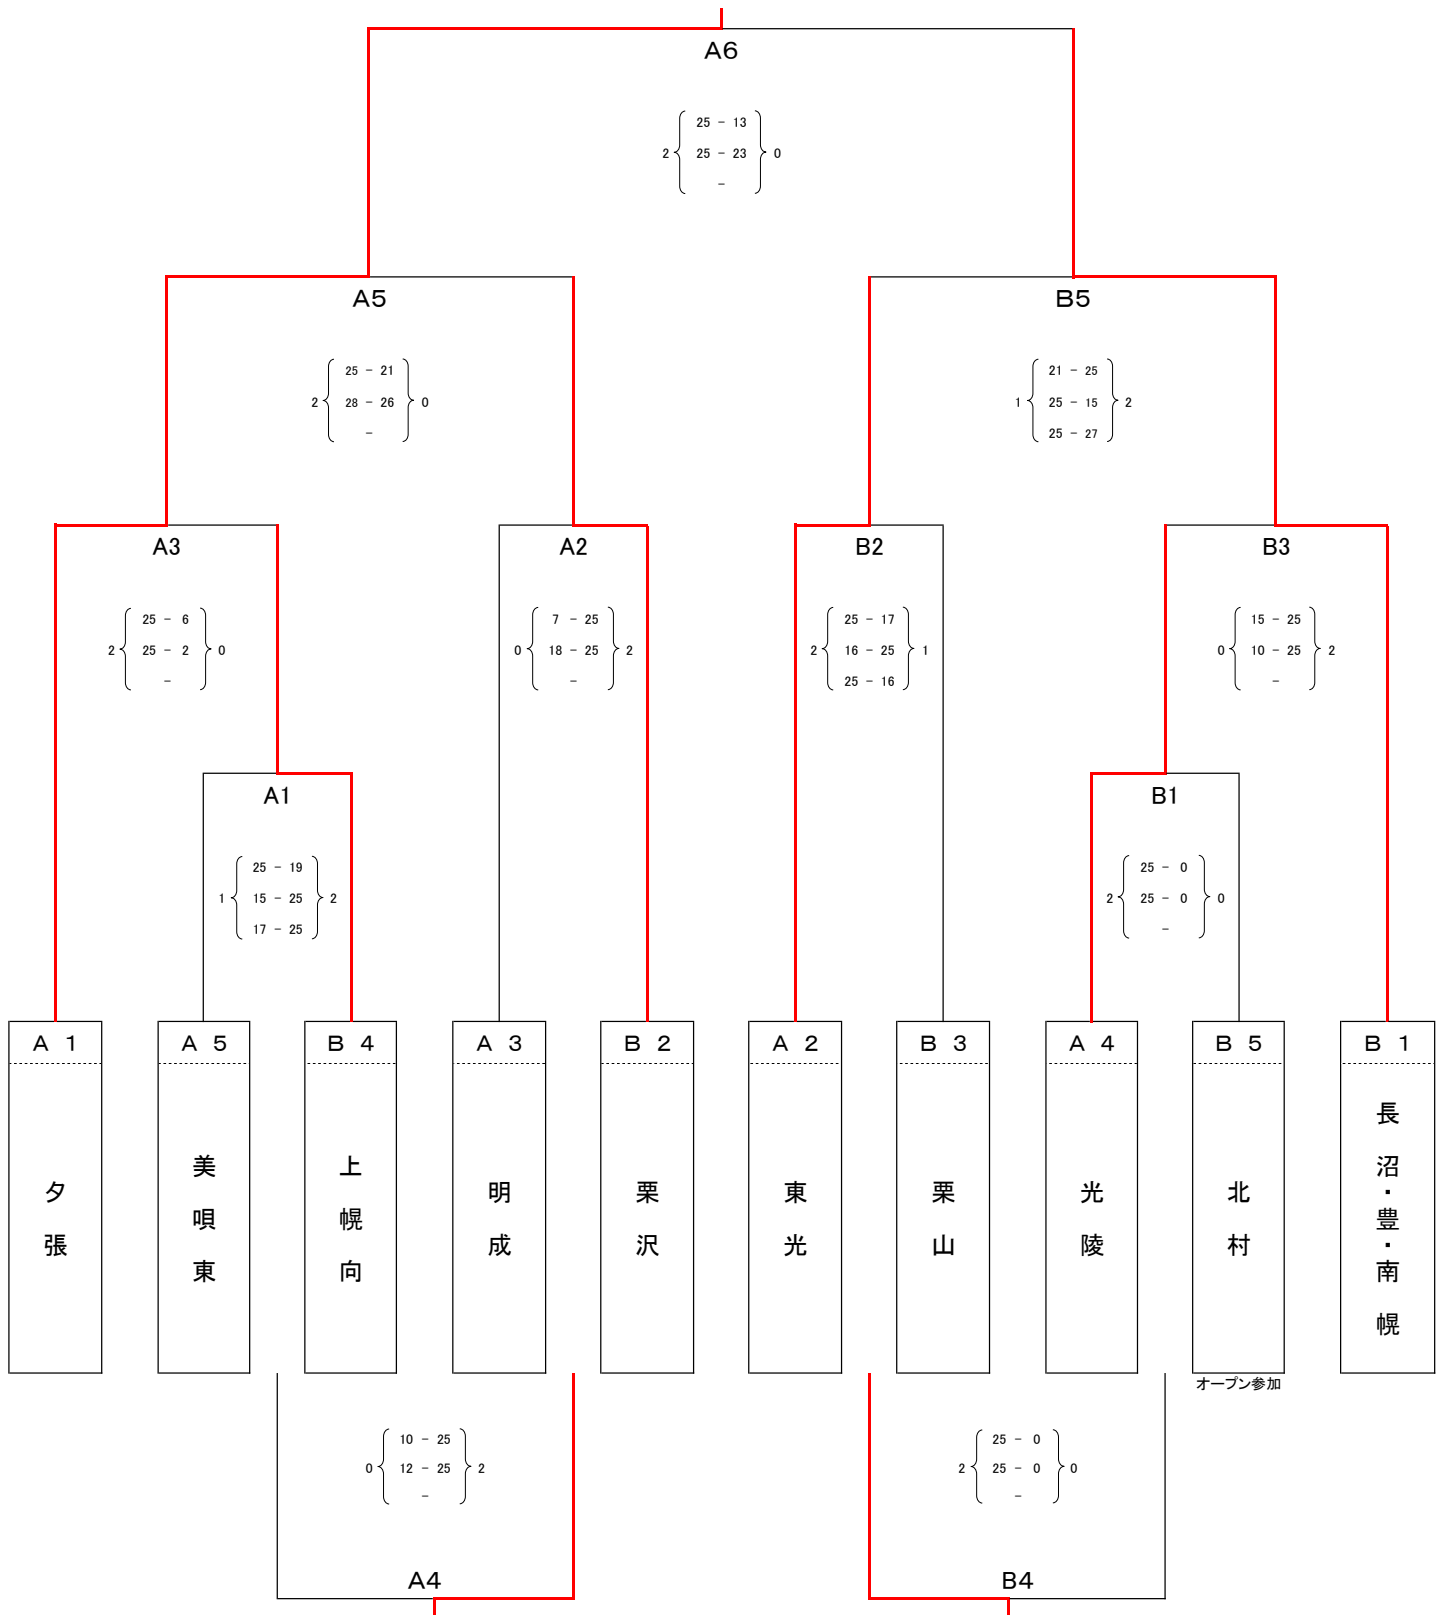 A6
25 - 13
2 25 - 23 0
-
A5
B5
25 - 21
2 28 - 26 0
-
21 - 25
1 25 - 15 2
25 - 27
A3
A2
B2
B3
25 - 6
2 25 - 2 0
-
7 - 25
0 18 - 25 2
-
25 - 17
2 16 - 25 1
25 - 16
15 - 25
0 10 - 25 2
-
A1
B1
25 - 19
1 15 - 25 2
17 - 25
25 - 0
2 25 - 0 0
-
A 1
夕張
A 5
美唄東
B 4
上幌向
A 3
明成
B 2
栗沢
A 2
東光
B 3
栗山
A 4
光陵
B 5
北村
オープン参加
B 1
長沼・豊・南幌
10 - 25
0 12 - 25 2
-
25 - 0
2 25 - 0 0
-
A4
B4